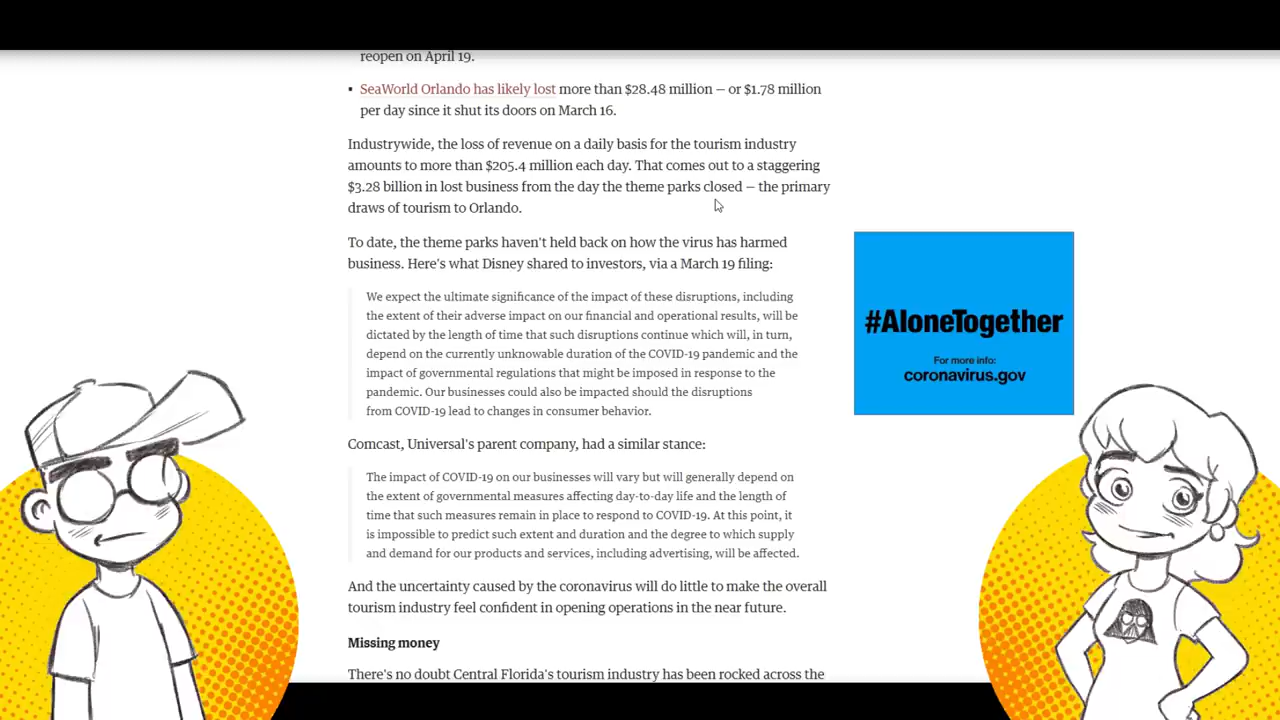 reopen on April 19.
▪ SeaWorld Orlando has likely lost more than $28.48 million — or $1.78 million
per day since it shut its doors on March 16.
Industrywide, the loss of revenue on a daily basis for the tourism industry
amounts to more than $205.4 million each day. That comes out to a staggering
$3.28 billion in lost business from the day the theme parks closed — the primary
draws of tourism to Orlando.
To date, the theme parks haven't held back on how the virus has harmed
business. Here's what Disney shared to investors, via a March 19 filing:
We expect the ultimate significance of the impact of these disruptions, including
the extent of their adverse impact on our financial and operational results, will be
dictated by the length of time that such disruptions continue which will, in turn,
depend on the currently unknowable duration of the COVID-19 pandemic and the
impact of governmental regulations that might be imposed in response to the
pandemic. Our businesses could also be impacted should the disruptions
from COVID-19 lead to changes in consumer behavior.
Comcast, Universal's parent company, had a similar stance:
The impact of COVID-19 on our businesses will vary but will generally depend on
the extent of governmental measures affecting day-to-day life and the length of
time that such measures remain in place to respond to COVID-19. At this point, it
is impossible to predict such extent and duration and the degree to which supply
and demand for our products and services, including advertising, will be affected.
And the uncertainty caused by the coronavirus will do little to make the overall
tourism industry feel confident in opening operations in the near future.
Missing money
There's no doubt Central Florida's tourism industry has been rocked across the
#AloneTogether
For more info:
coronavirus.gov